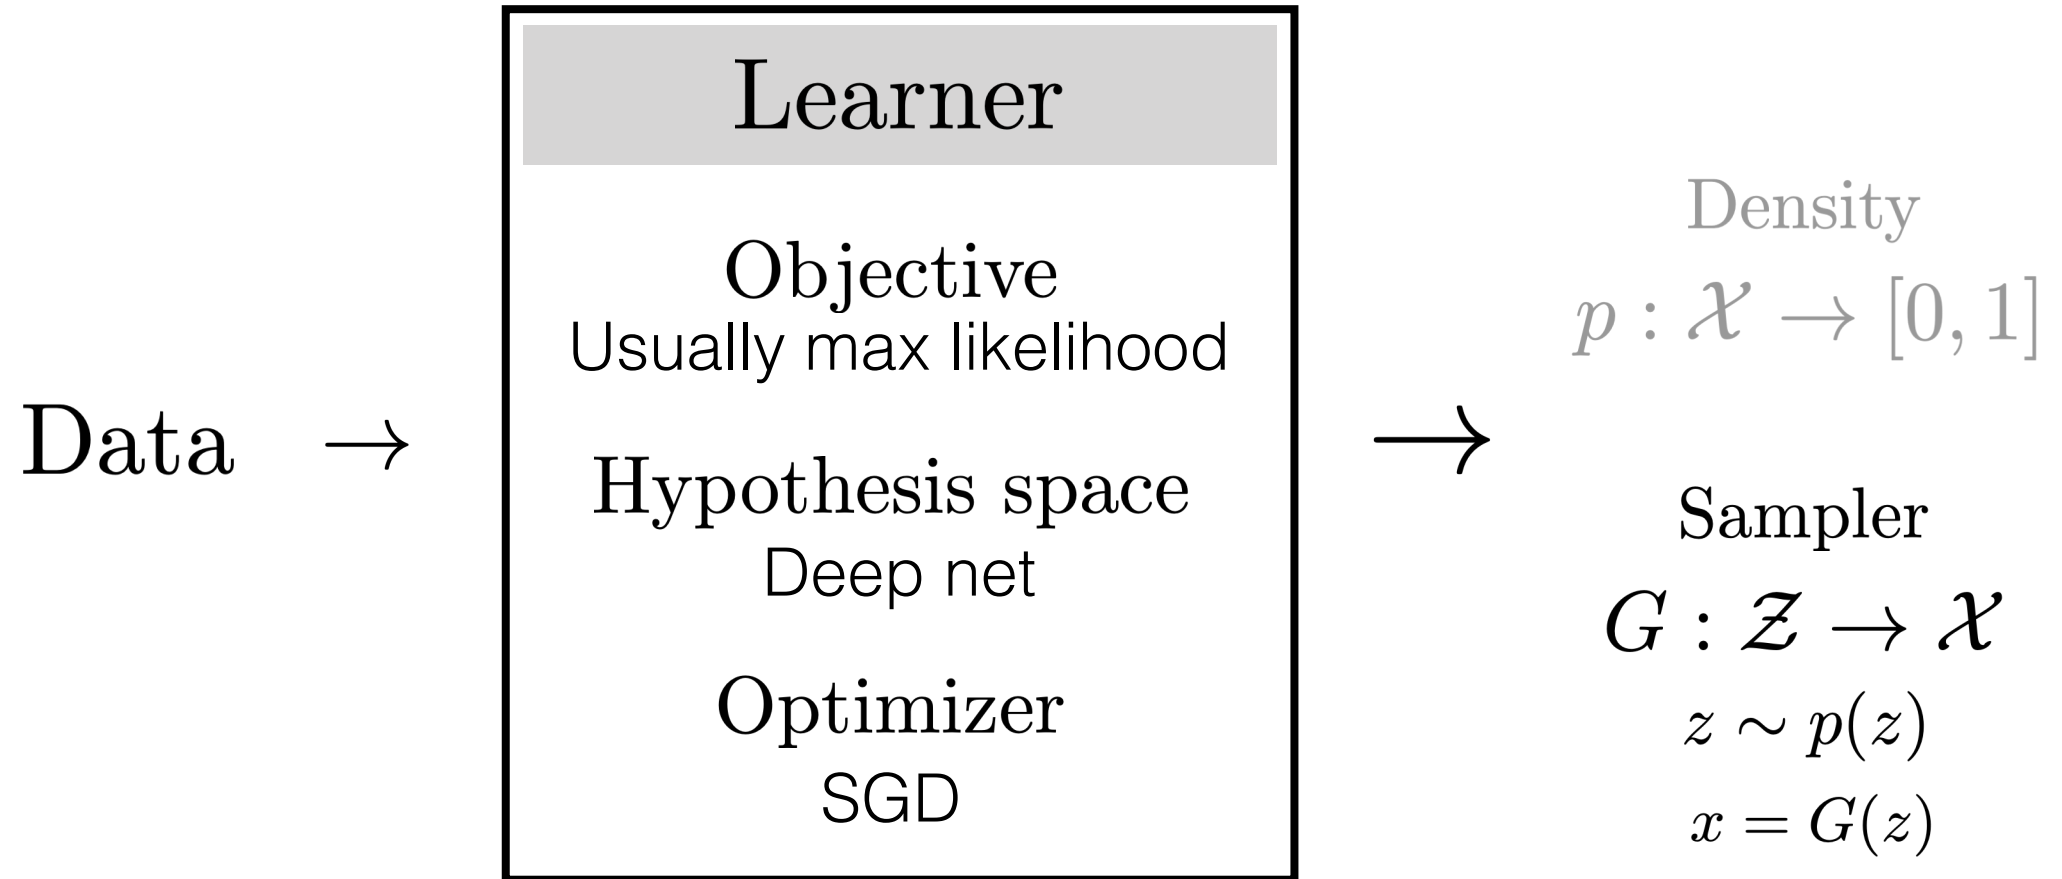 Data →
Learner
Objective
Usually max likelihood
Hypothesis space
Deep net
Optimizer
SGD
→
Density
p : 𝒳 → [0, 1]
Sampler
G : 𝒵 → 𝒳
z ∼ p(z)
x = G(z)